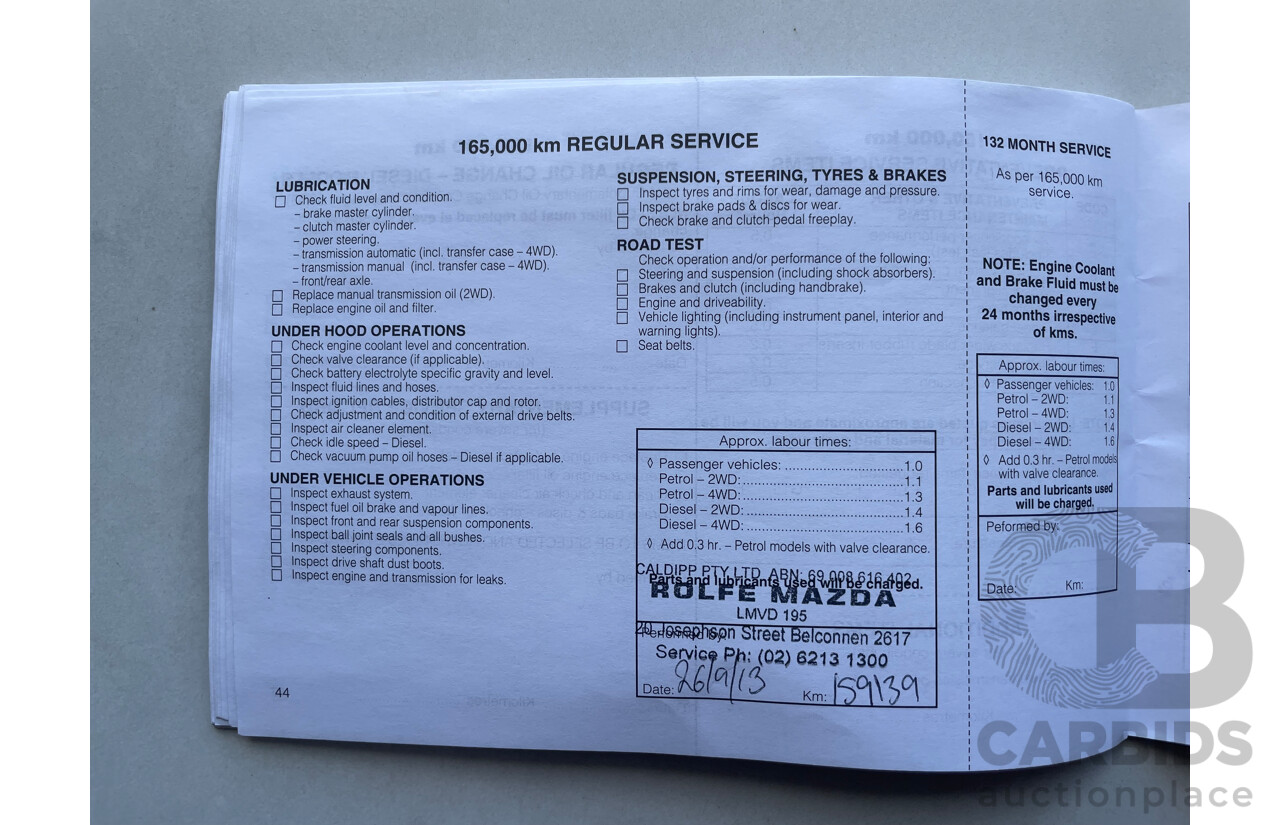 165,000 km REGULAR SERVICE
LUBRICATION
Check fluid level and condition.
– brake master cylinder.
– clutch master cylinder.
– power steering.
– transmission automatic (incl. transfer case – 4WD).
– transmission manual (incl. transfer case – 4WD).
– front/rear axle.
Replace manual transmission oil (2WD).
Replace engine oil and filter.
UNDER HOOD OPERATIONS
Check engine coolant level and concentration.
Check valve clearance (if applicable).
Check battery electrolyte specific gravity and level.
Inspect fluid lines and hoses.
Inspect ignition cables, distributor cap and rotor.
Check adjustment and condition of external drive belts.
Inspect air cleaner element.
Check idle speed – Diesel.
Check vacuum pump oil hoses – Diesel if applicable.
UNDER VEHICLE OPERATIONS
Inspect exhaust system.
Inspect fuel oil brake and vapour lines.
Inspect front and rear suspension components.
Inspect ball joint seals and all bushes.
Inspect steering components.
Inspect drive shaft dust boots.
Inspect engine and transmission for leaks.
44
SUSPENSION, STEERING, TYRES & BRAKES
Inspect tyres and rims for wear, damage and pressure.
Inspect brake pads & discs for wear.
Check brake and clutch pedal freeplay.
ROAD TEST
Check operation and/or performance of the following:
Steering and suspension (including shock absorbers).
Brakes and clutch (including handbrake).
Engine and driveability.
Vehicle lighting (including instrument panel, interior and
warning lights).
Seat belts.
Approx. labour times:
◊ Passenger vehicles: ................................1.0
Petrol – 2WD:............................................1.1
Petrol – 4WD:............................................1.3
Diesel – 2WD:............................................1.4
Diesel – 4WD:............................................1.6
◊ Add 0.3 hr. – Petrol models with valve clearance.
CALDIPP PTY LTD ABN: 69 008 616 402
Parts and lubricants used will be charged.
ROLFE MAZDA
LMVD 195
Performed by:
20 Josephson Street Belconnen 2617
Service Ph: (02) 6213 1300
Date: 26/9/13 Km: 159139
132 MONTH SERVICE
As per 165,000 km
service.
NOTE: Engine Coolant
and Brake Fluid must be
changed every
24 months irrespective
of kms.
Approx. labour times:
◊ Passenger vehicles: 1.0
Petrol – 2WD: 1.1
Petrol – 4WD: 1.3
Diesel – 2WD: 1.4
Diesel – 4WD: 1.6
◊ Add 0.3 hr. – Petrol models
with valve clearance.
Parts and lubricants used
will be charged.
Peformed by:
Date: Km:
CB
CARBIDS
auctionplace